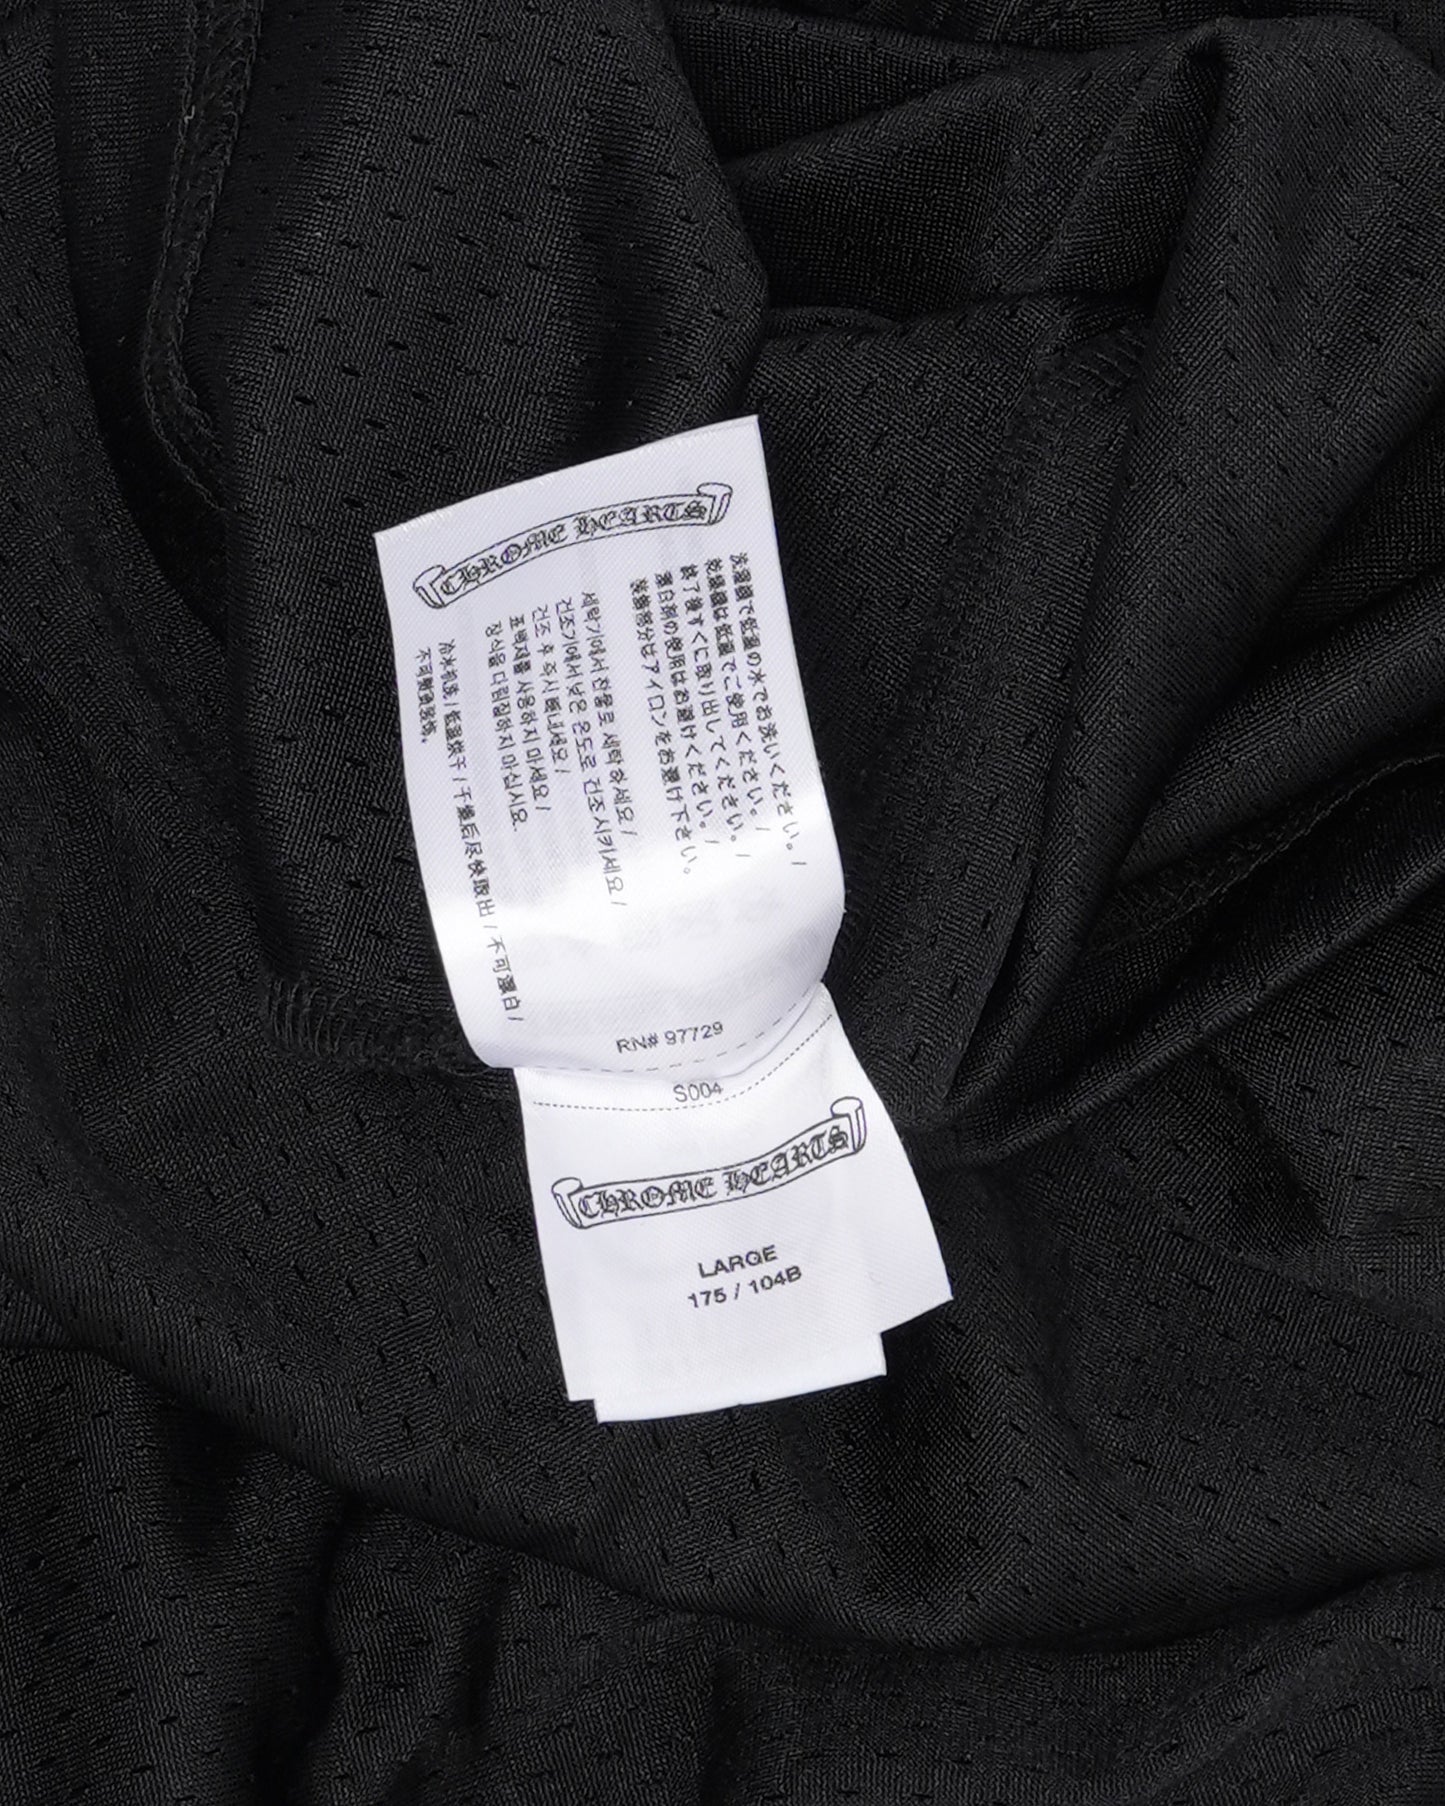 CHROME HEARTS
洗濯機で低温の水でお洗いください。/
乾燥機は低温でご使用ください。/
終了後すぐに取り出してください。/
蛋白剤の使用はお避けください。/
装飾部分はアイロンをお避け下さい。
세탁기에서 찬물로 세탁하세요 /
건조기에서 낮은 온도로 건조시키세요 /
건조 후 즉시 꺼내세요 /
표백제를 사용하지 마세요 /
장식을 다림질하지 마십시요.
冷水机洗 / 低温烘干 / 干燥后尽快取出 / 不可漂白 /
不可熨烫装饰。
RN# 97729
S004
CHROME HEARTS
LARGE
175 / 104B